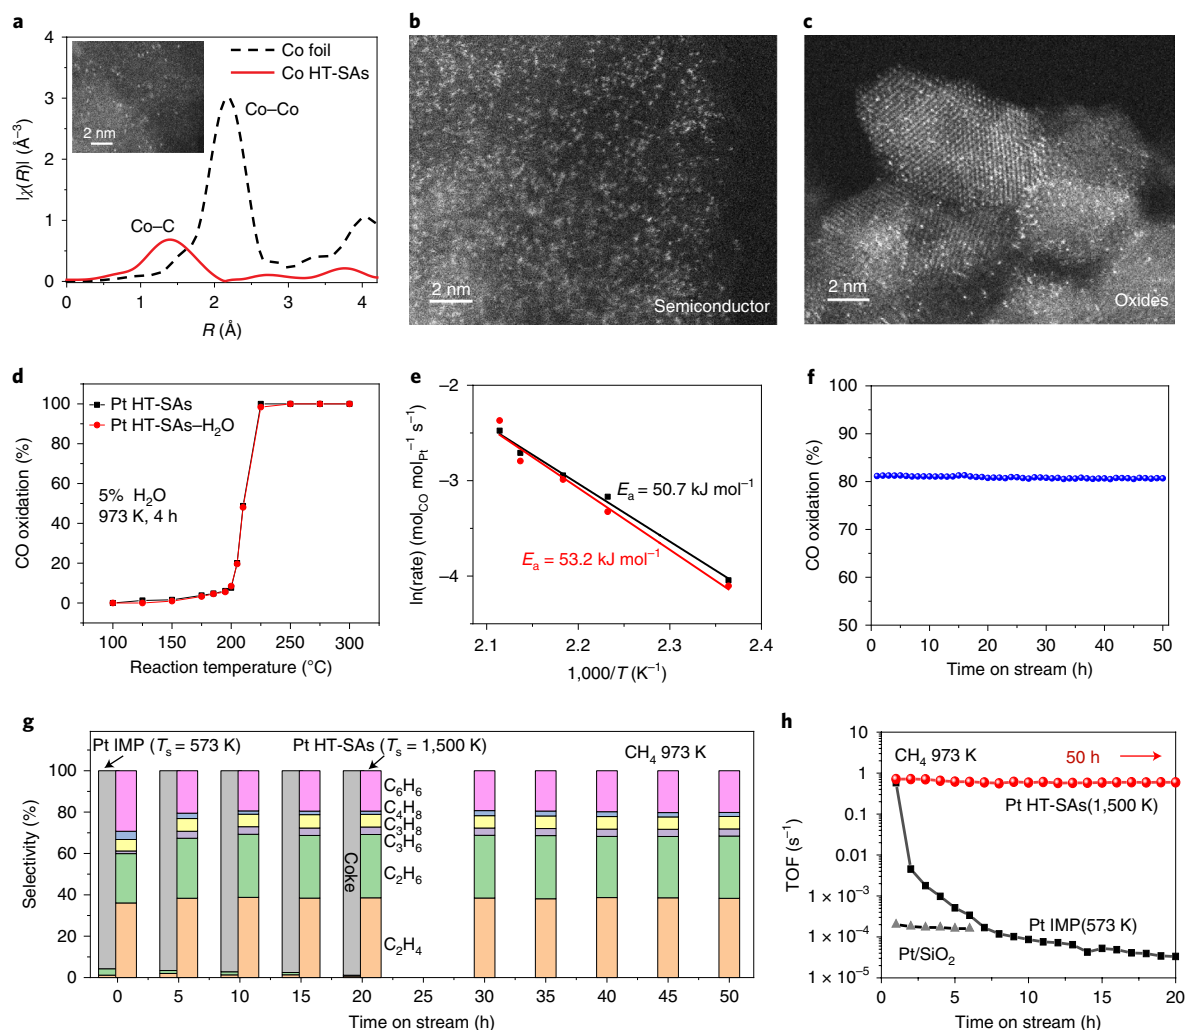 a
4
3
2
1
0
|χ(R)| (Å⁻³)
2 nm
Co foil
Co HT-SAs
Co–Co
Co–C
0
1
2
3
4
R (Å)
b
2 nm
Semiconductor
c
2 nm
Oxides
d
100
80
60
40
20
0
CO oxidation (%)
Pt HT-SAs
Pt HT-SAs–H₂O
5% H₂O
973 K, 4 h
100
150
200
250
300
Reaction temperature (°C)
e
–2
–3
–4
ln(rate) (mol_CO mol_Pt⁻¹ s⁻¹)
Eₐ = 50.7 kJ mol⁻¹
Eₐ = 53.2 kJ mol⁻¹
2.1
2.2
2.3
2.4
1,000/T (K⁻¹)
f
100
90
80
70
60
50
CO oxidation (%)
0
10
20
30
40
50
Time on stream (h)
g
Pt IMP (Tₛ = 573 K)
Pt HT-SAs (Tₛ = 1,500 K)
CH₄ 973 K
100
80
60
40
20
0
Selectivity (%)
C₆H₆
C₄H₈
C₃H₈
C₃H₆
C₂H₆
C₂H₄
Coke
0
5
10
15
20
25
30
35
40
45
50
Time on stream (h)
h
10
1
0.1
0.01
1 × 10⁻³
1 × 10⁻⁴
1 × 10⁻⁵
TOF (s⁻¹)
CH₄ 973 K
50 h
Pt HT-SAs(1,500 K)
Pt IMP(573 K)
Pt/SiO₂
0
5
10
15
20
Time on stream (h)